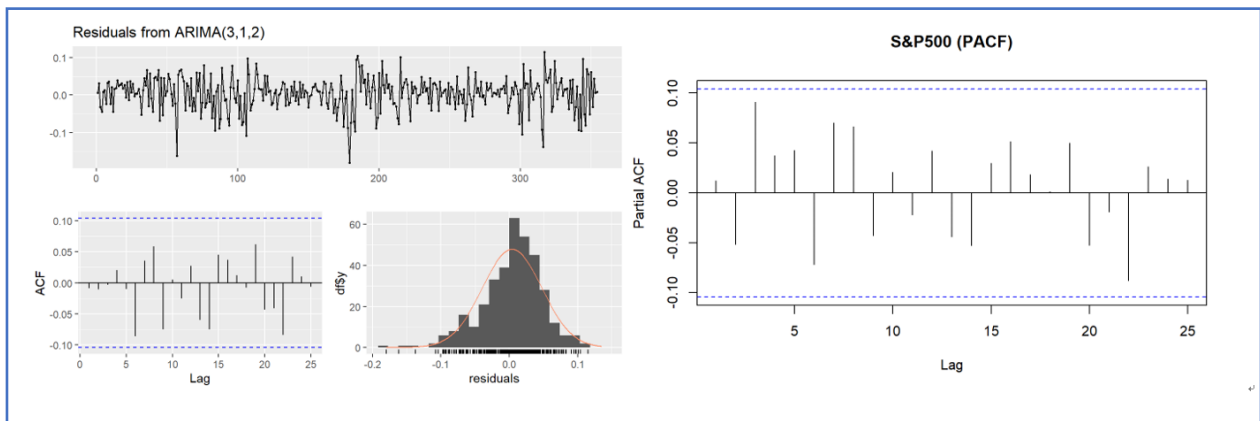 Residuals from ARIMA(3,1,2)
0.1
0.0
-0.1
0 100 200 300
ACF
0.10
0.05
0.00
-0.05
-0.10
0 5 10 15 20 25
Lag
df$y
60
40
20
0
-0.2 -0.1 0.0 0.1
residuals
S&P500 (PACF)
Partial ACF
0.10
0.05
0.00
-0.05
-0.10
5 10 15 20 25
Lag